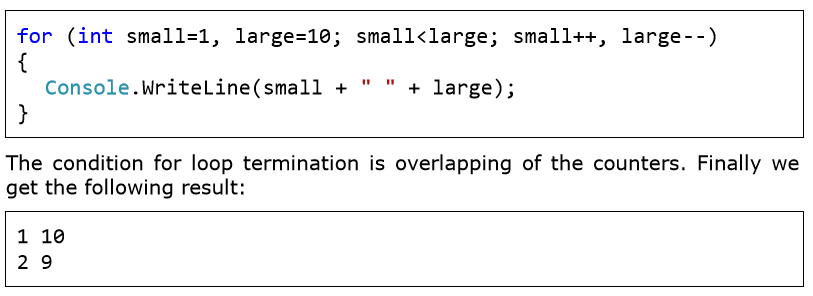 for (int small=1, large=10; small<large; small++, large--)
{
  Console.WriteLine(small + " " + large);
}
The condition for loop termination is overlapping of the counters. Finally we
get the following result:
1 10
2 9